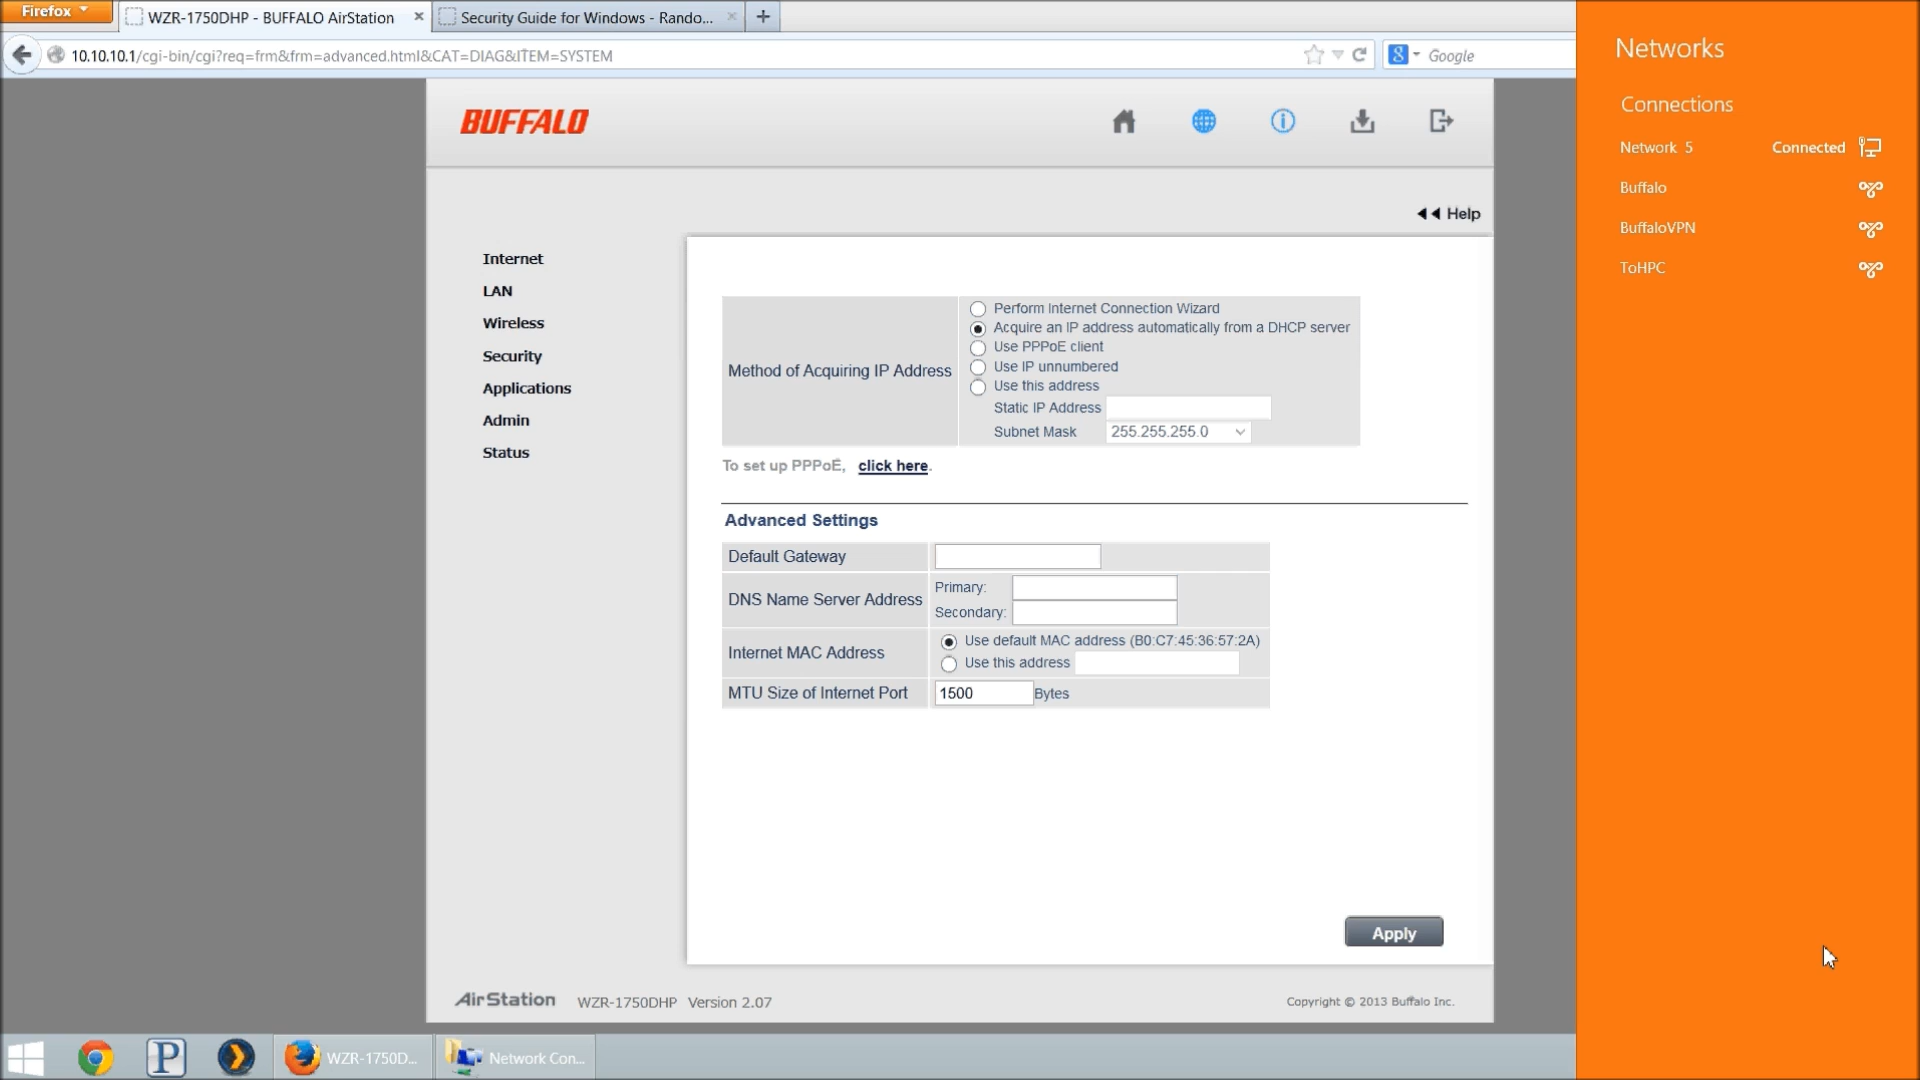 Firefox
WZR-1750DHP - BUFFALO AirStation
Security Guide for Windows - Rando...
10.10.10.1/cgi-bin/cgi?req=frm&frm=advanced.html&CAT=DIAG&ITEM=SYSTEM
Google
BUFFALO
Help
Internet
LAN
Wireless
Security
Applications
Admin
Status
Method of Acquiring IP Address
Perform Internet Connection Wizard
Acquire an IP address automatically from a DHCP server
Use PPPoE client
Use IP unnumbered
Use this address
Static IP Address
Subnet Mask 255.255.255.0
To set up PPPoE, click here.
Advanced Settings
Default Gateway
DNS Name Server Address
Primary:
Secondary:
Internet MAC Address
Use default MAC address (B0:C7:45:36:57:2A)
Use this address
MTU Size of Internet Port 1500 Bytes
Apply
AirStation WZR-1750DHP Version 2.07
Copyright © 2013 Buffalo Inc.
Networks
Connections
Network 5 Connected
Buffalo
BuffaloVPN
ToHPC
WZR-1750D...
Network Con...